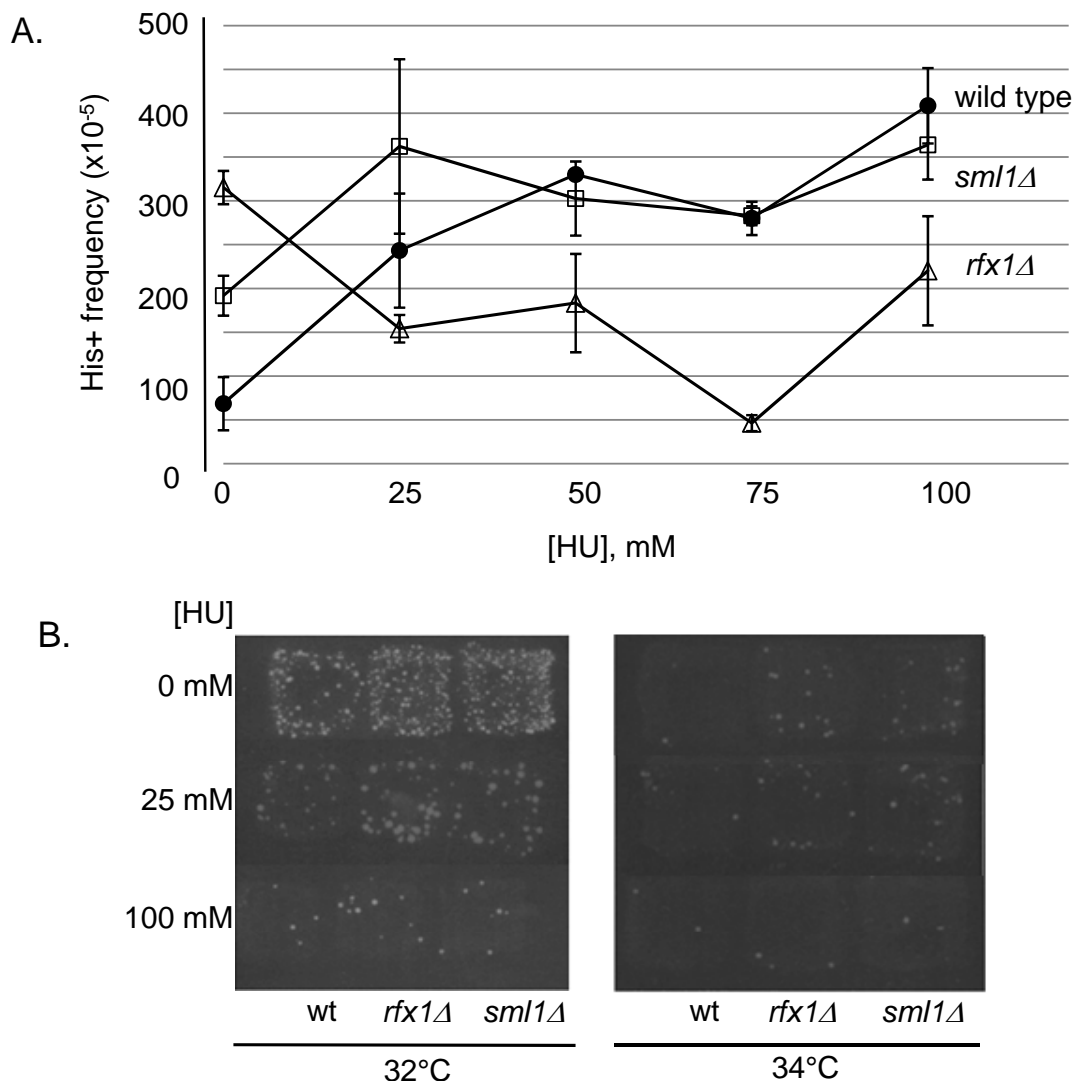 A.
His+ frequency (x10-5)
500
400
300
200
100
0
0 25 50 75 100
[HU], mM
wild type
sml1Δ
rfx1Δ
B.
[HU]
0 mM
25 mM
100 mM
wt rfx1Δ sml1Δ
32°C
wt rfx1Δ sml1Δ
34°C